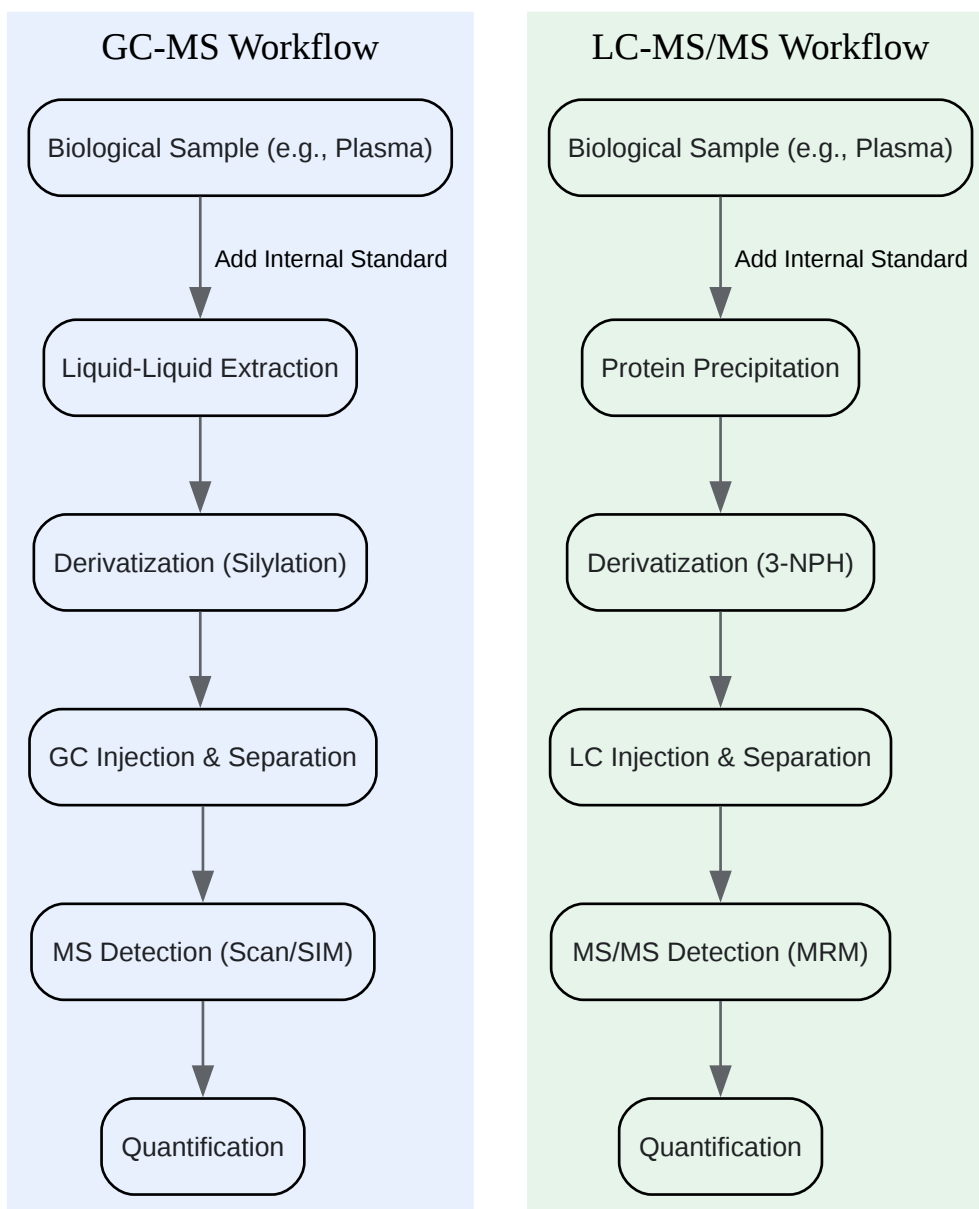 GC-MS Workflow
Biological Sample (e.g., Plasma)
Add Internal Standard
Liquid-Liquid Extraction
Derivatization (Silylation)
GC Injection & Separation
MS Detection (Scan/SIM)
Quantification
LC-MS/MS Workflow
Biological Sample (e.g., Plasma)
Add Internal Standard
Protein Precipitation
Derivatization (3-NPH)
LC Injection & Separation
MS/MS Detection (MRM)
Quantification